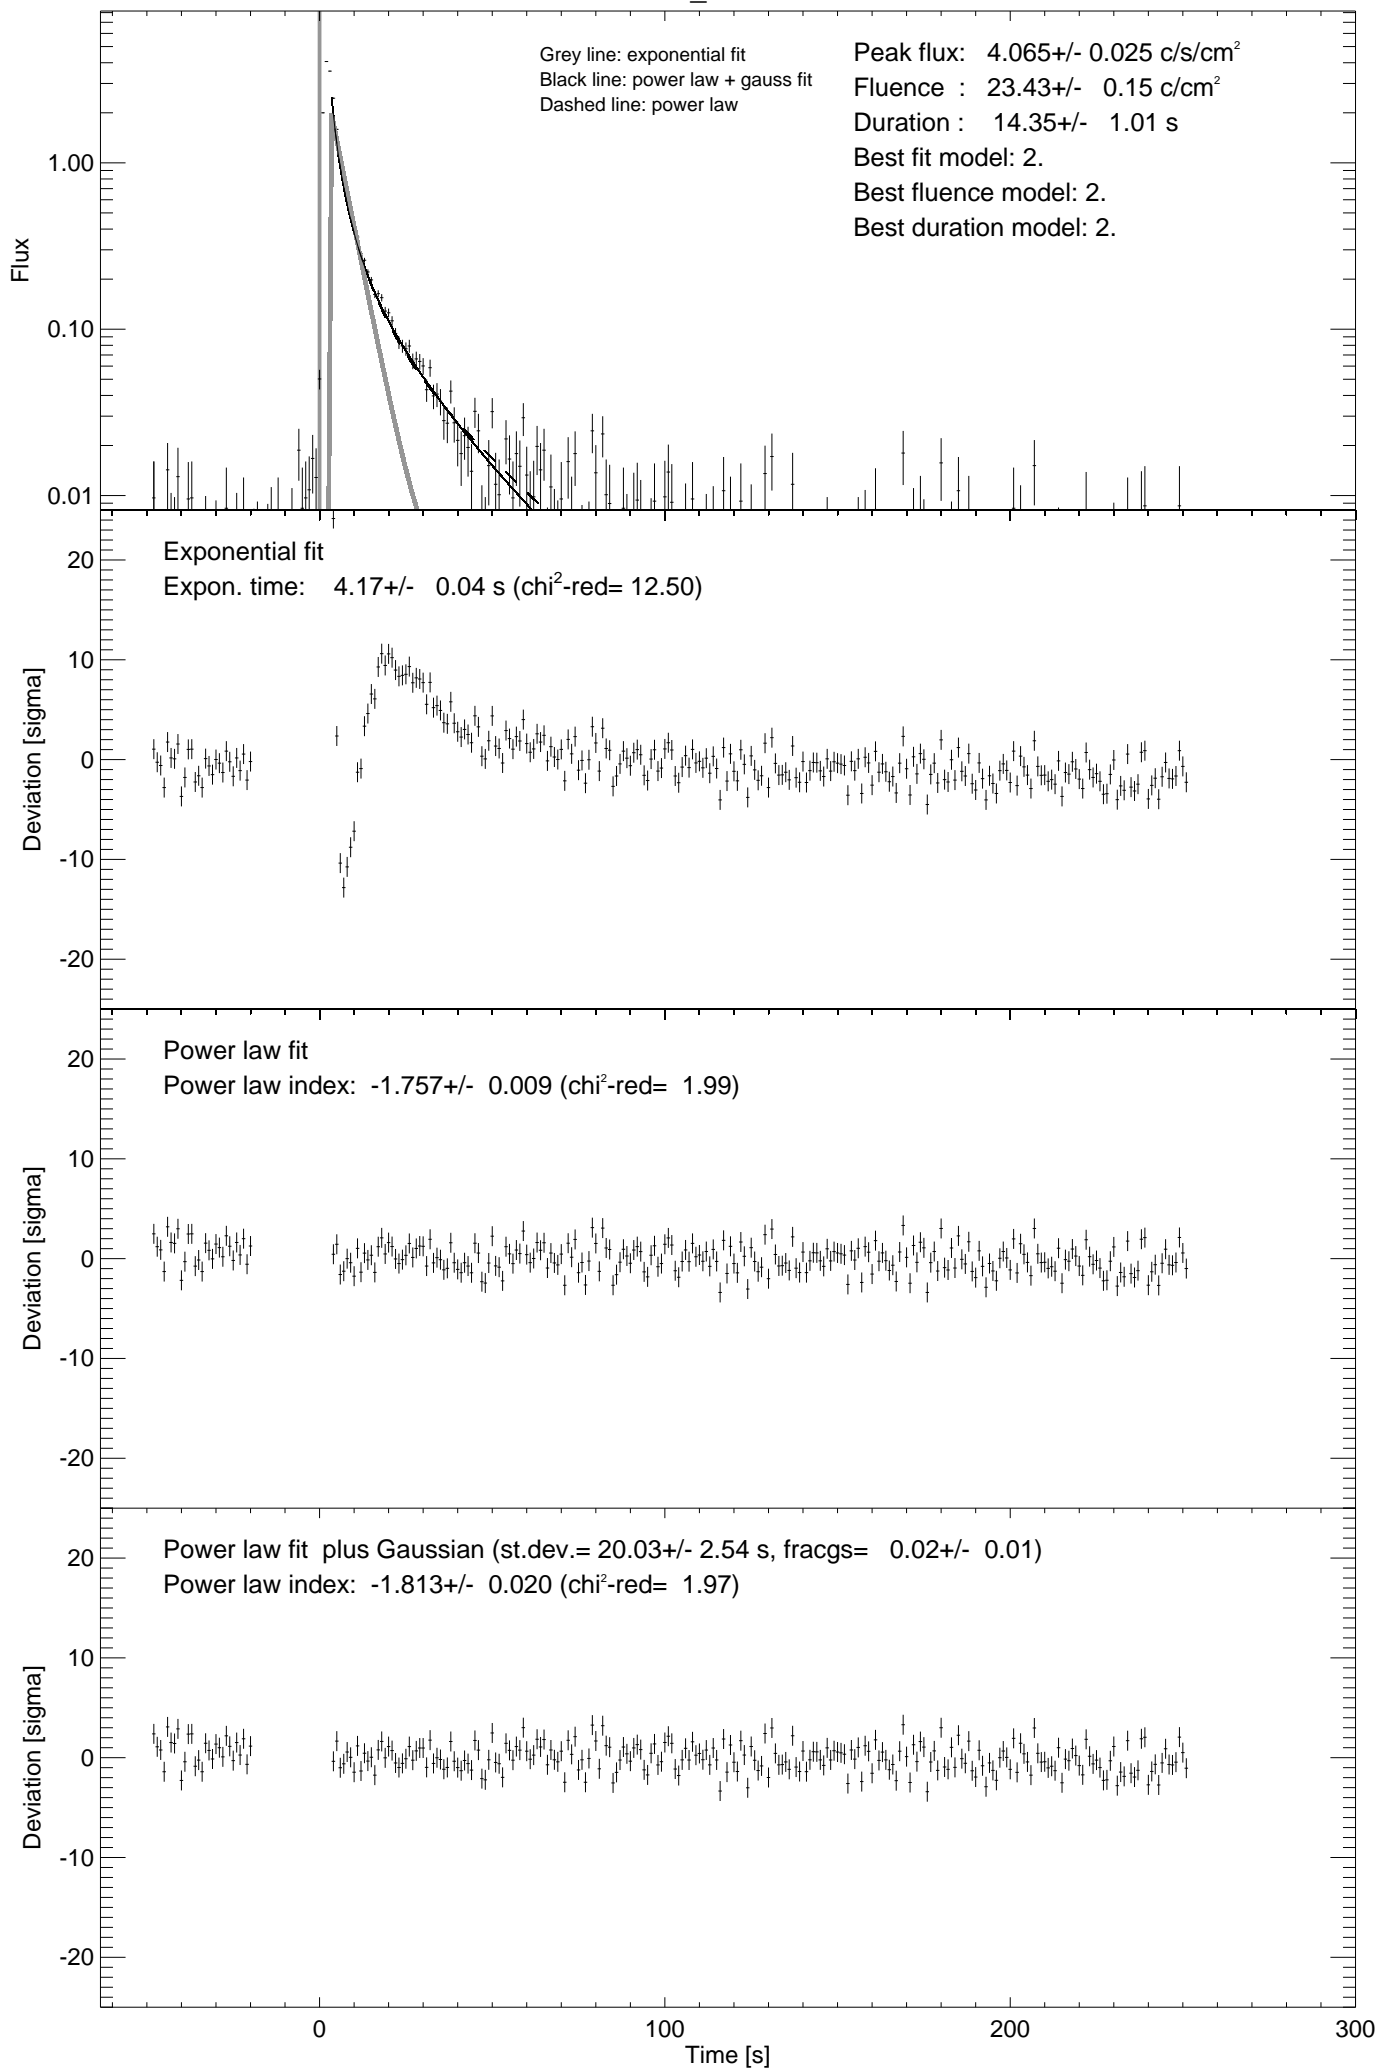 Grey line: exponential fit
Black line: power law + gauss fit
Dashed line: power law
Peak flux: 4.065+/- 0.025 c/s/cm²
Fluence : 23.43+/- 0.15 c/cm²
Duration : 14.35+/- 1.01 s
Best fit model: 2.
Best fluence model: 2.
Best duration model: 2.
1.00
0.10
0.01
Flux
Exponential fit
Expon. time: 4.17+/- 0.04 s (chi²-red= 12.50)
20
10
0
-10
-20
Deviation [sigma]
Power law fit
Power law index: -1.757+/- 0.009 (chi²-red= 1.99)
20
10
0
-10
-20
Deviation [sigma]
Power law fit plus Gaussian (st.dev.= 20.03+/- 2.54 s, fracgs= 0.02+/- 0.01)
Power law index: -1.813+/- 0.020 (chi²-red= 1.97)
20
10
0
-10
-20
Deviation [sigma]
0 100 200 300
Time [s]